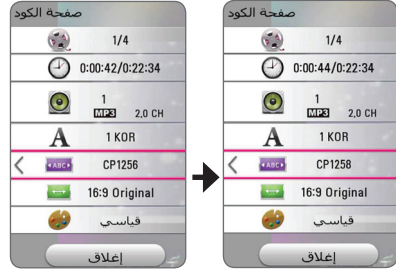 صفحة الكود
1/4
0:00:42/0:22:34
1
MP3 2,0 CH
A 1 KOR
ABC CP1256
16:9 Original
قياسي
إغلاق
صفحة الكود
1/4
0:00:44/0:22:34
1
MP3 2,0 CH
A 1 KOR
ABC CP1258
16:9 Original
قياسي
إغلاق